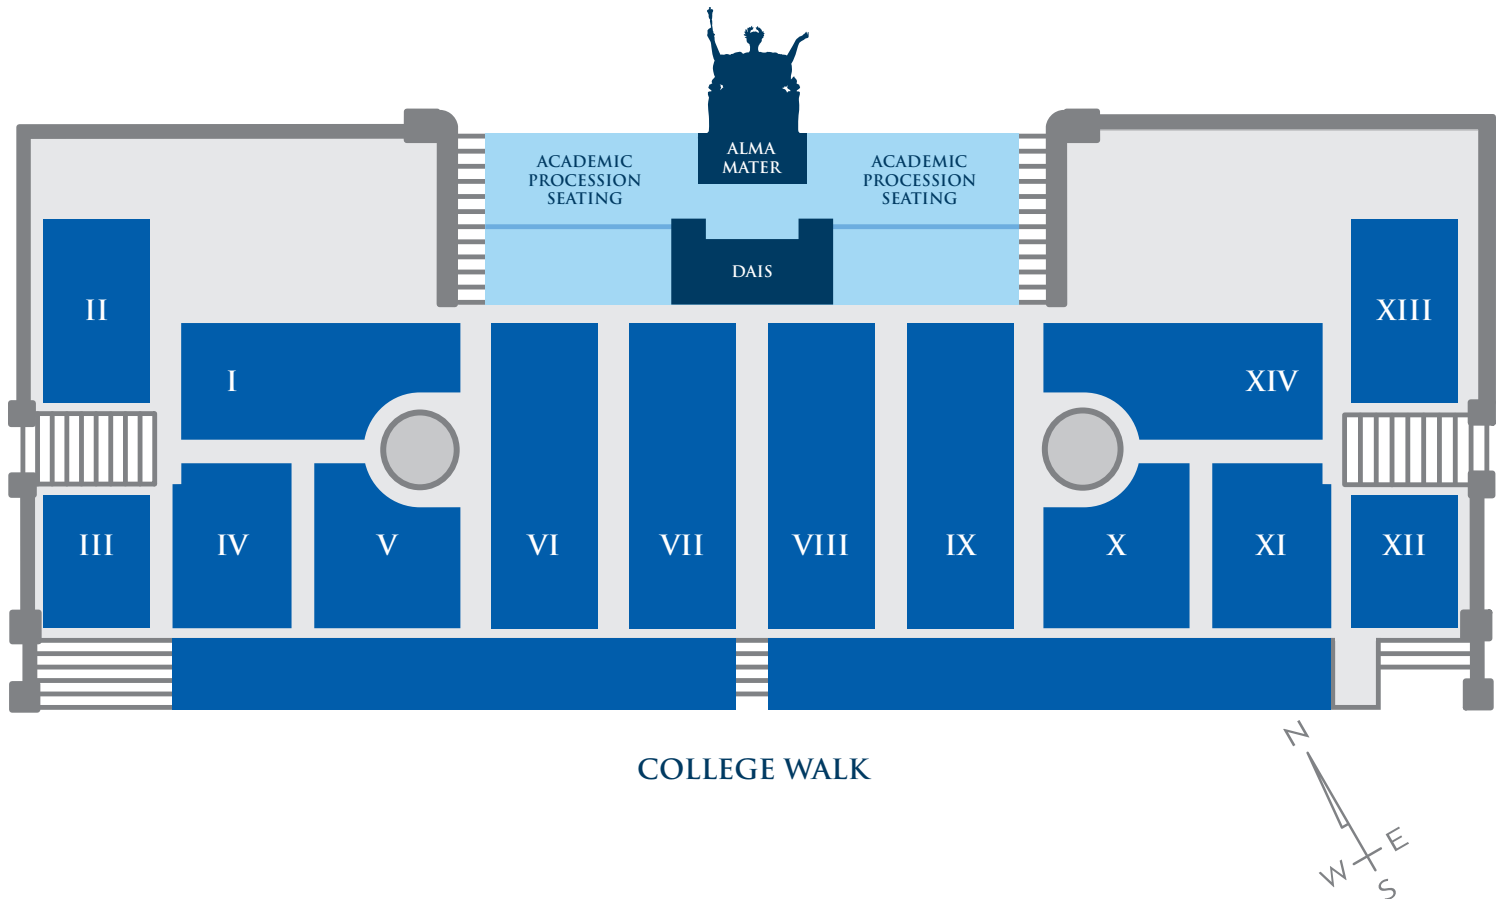 ALMA
MATER
ACADEMIC
PROCESSION
SEATING
ACADEMIC
PROCESSION
SEATING
DAIS
II
XIII
I
XIV
III
IV
V
VI
VII
VIII
IX
X
XI
XII
COLLEGE WALK
N
E
W
S